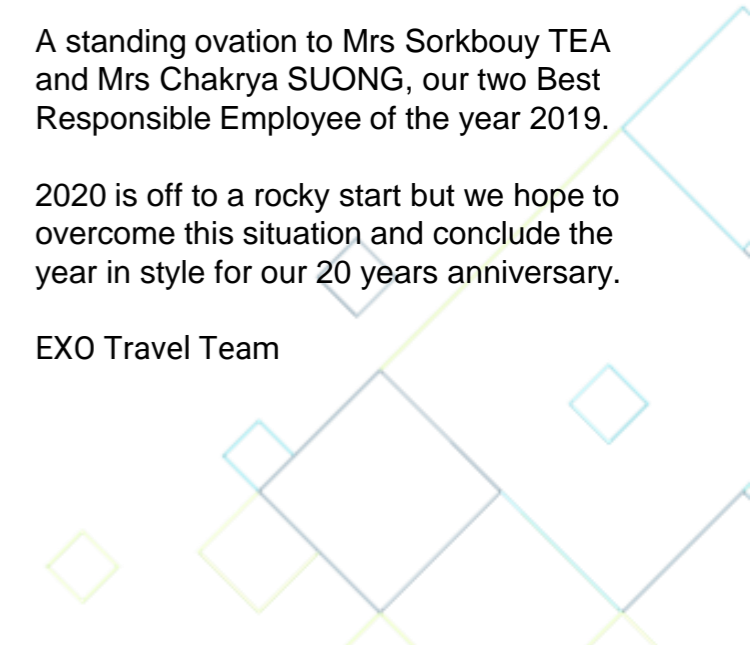 A standing ovation to Mrs Sorkbouy TEA
and Mrs Chakrya SUONG, our two Best
Responsible Employee of the year 2019.
2020 is off to a rocky start but we hope to
overcome this situation and conclude the
year in style for our 20 years anniversary.
EXO Travel Team